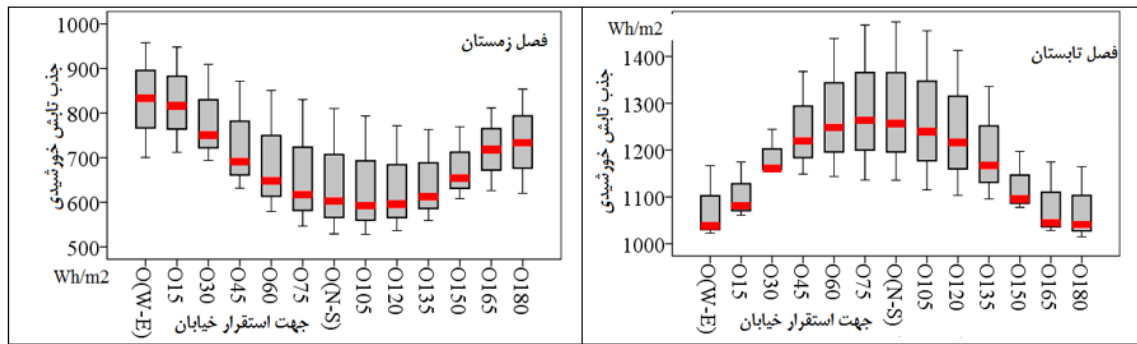 فصل زمستان
جذب تابش خورشیدی
1000
900
800
700
600
500
Wh/m2
O(W-E)
O15
O30
O45
O60
O75
O(N-S)
O105
O120
O135
O150
O165
O180
جهت استقرار خیابان
Wh/m2
فصل تابستان
جذب تابش خورشیدی
1400
1300
1200
1100
1000
O(W-E)
O15
O30
O45
O60
O75
O(N-S)
O105
O120
O135
O150
O165
O180
جهت استقرار خیابان